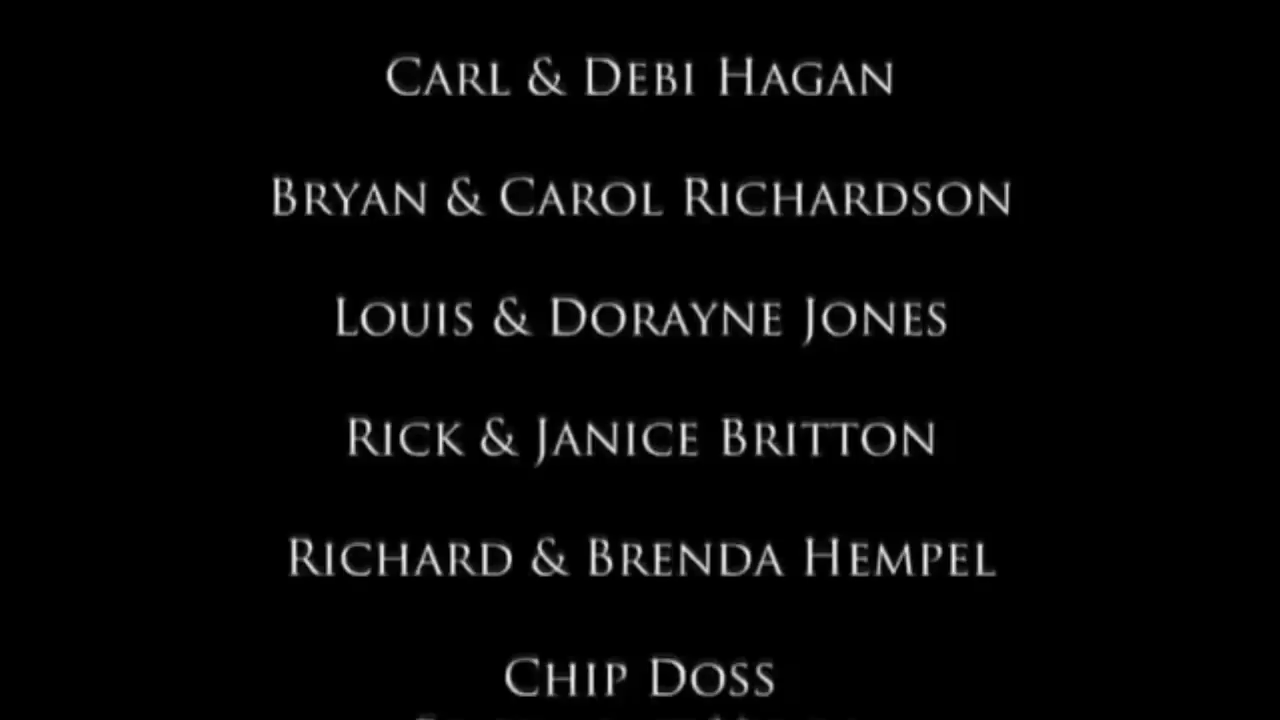 CARL & DEBI HAGAN
BRYAN & CAROL RICHARDSON
LOUIS & DORAYNE JONES
RICK & JANICE BRITTON
RICHARD & BRENDA HEMPEL
CHIP DOSS